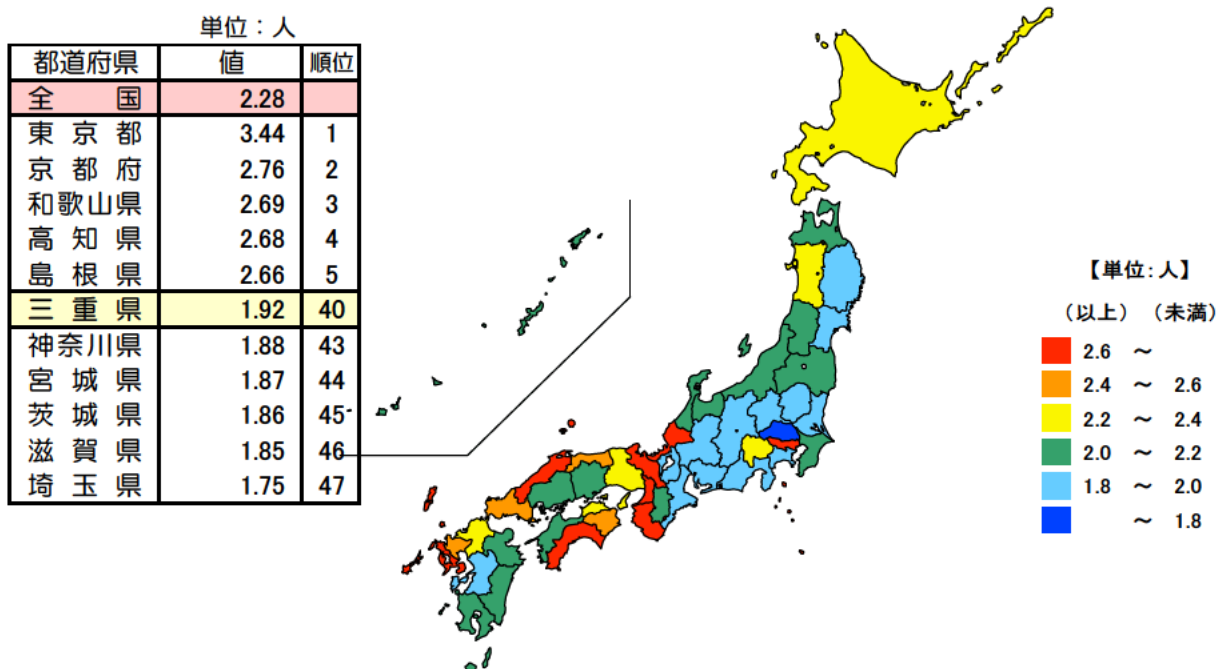 単位：人
都道府県 値 順位
全国 2.28
東京都 3.44 1
京都府 2.76 2
和歌山県 2.69 3
高知県 2.68 4
島根県 2.66 5
三重県 1.92 40
神奈川県 1.88 43
宮城県 1.87 44
茨城県 1.86 45
滋賀県 1.85 46
埼玉県 1.75 47
【単位：人】
（以上）（未満）
2.6 ～
2.4 ～ 2.6
2.2 ～ 2.4
2.0 ～ 2.2
1.8 ～ 2.0
～ 1.8